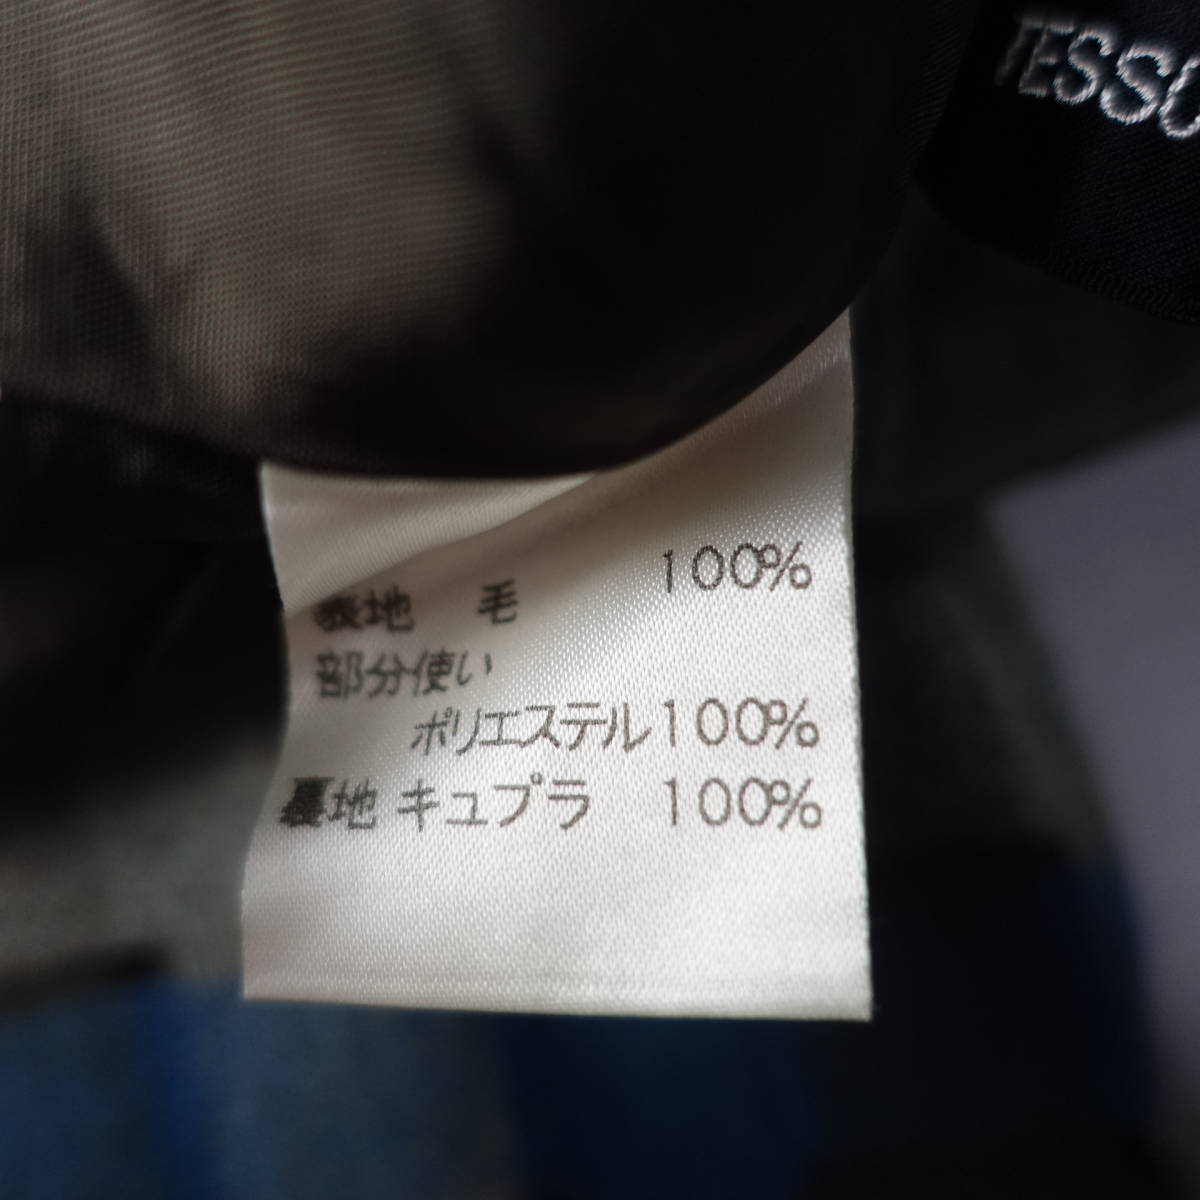 TESSU
表地 毛 100%
部分使い
ポリエステル100%
裏地 キュプラ 100%